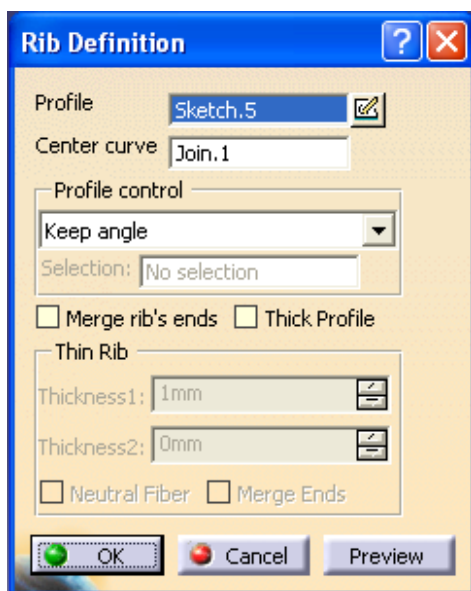 Rib Definition
Profile Sketch.5
Center curve Join.1
Profile control
Keep angle
Selection: No selection
Merge rib's ends Thick Profile
Thin Rib
Thickness1: 1mm
Thickness2: 0mm
Neutral Fiber Merge Ends
OK Cancel Preview